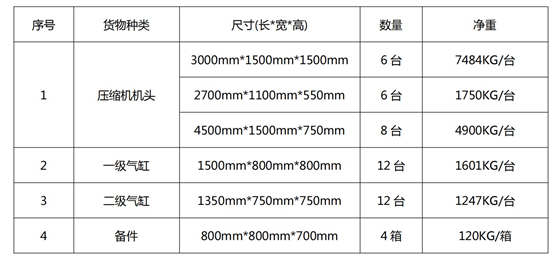 序号 货物种类 尺寸(长*宽*高) 数量 净重
1 压缩机机头 3000mm*1500mm*1500mm 6台 7484KG/台
2700mm*1100mm*550mm 6台 1750KG/台
4500mm*1500mm*750mm 8台 4900KG/台
2 一级气缸 1500mm*800mm*800mm 12台 1601KG/台
3 二级气缸 1350mm*750mm*750mm 12台 1247KG/台
4 备件 800mm*800mm*700mm 4箱 120KG/箱